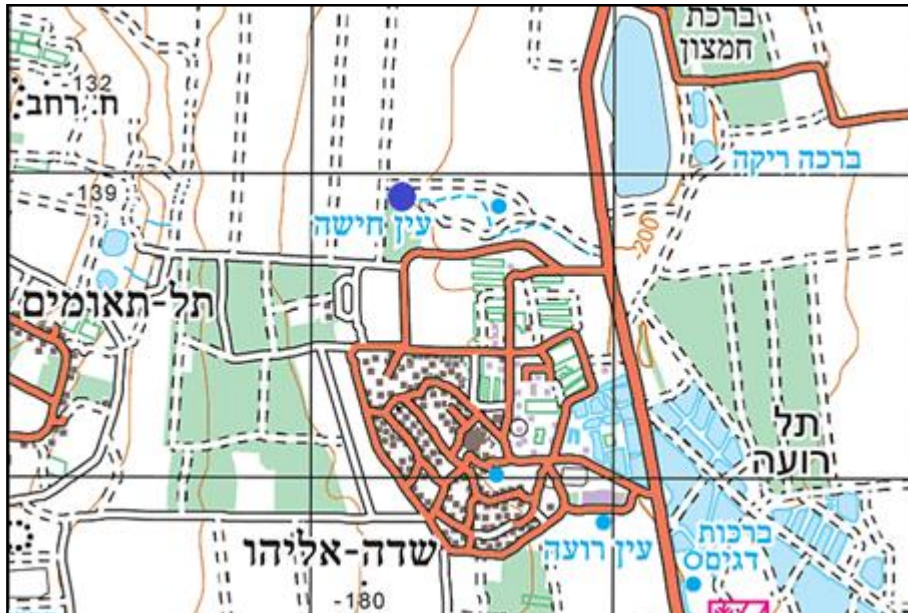 ברכת
חמצון
-132
ח. רחב
ברכה ריקה
-139
עין חישה
-200
תל-תאומים
תל
רועה
שדה-אליהו
עין רועה
ברכות
דגים
-180